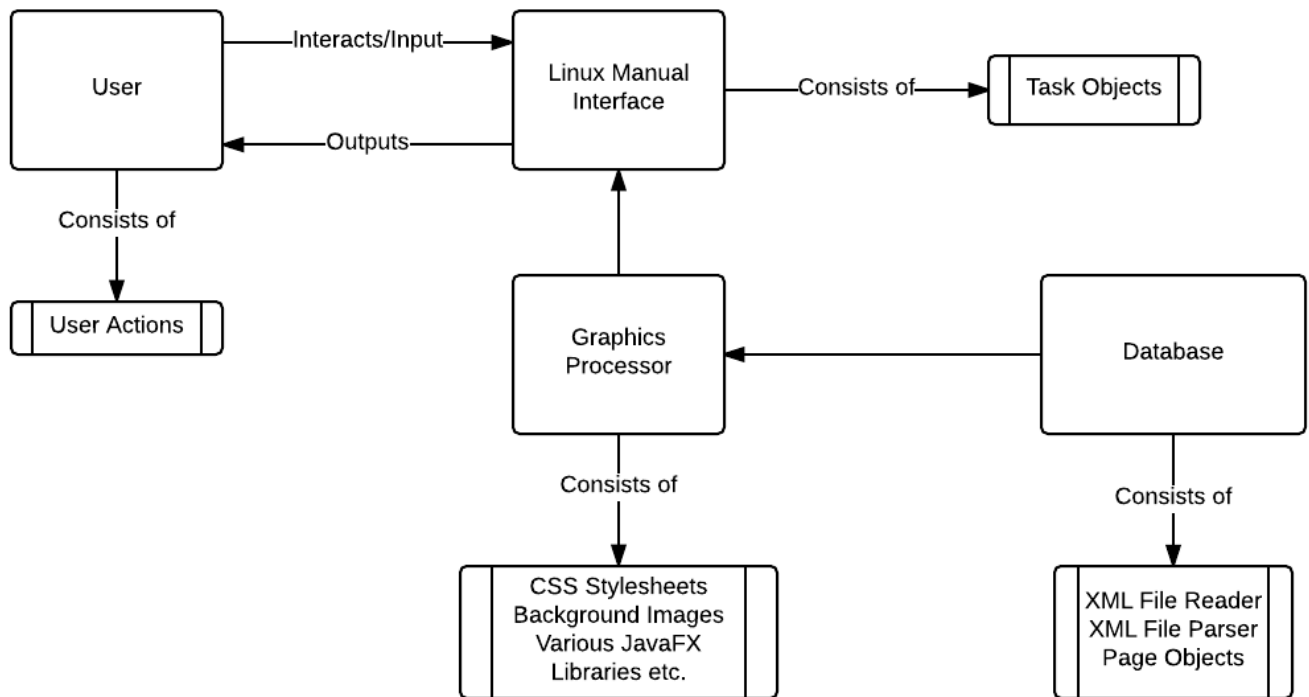 User
Interacts/Input
Linux Manual
Interface
Consists of
Task Objects
Outputs
Consists of
User Actions
Graphics
Processor
Database
Consists of
Consists of
CSS Stylesheets
Background Images
Various JavaFX
Libraries etc.
XML File Reader
XML File Parser
Page Objects